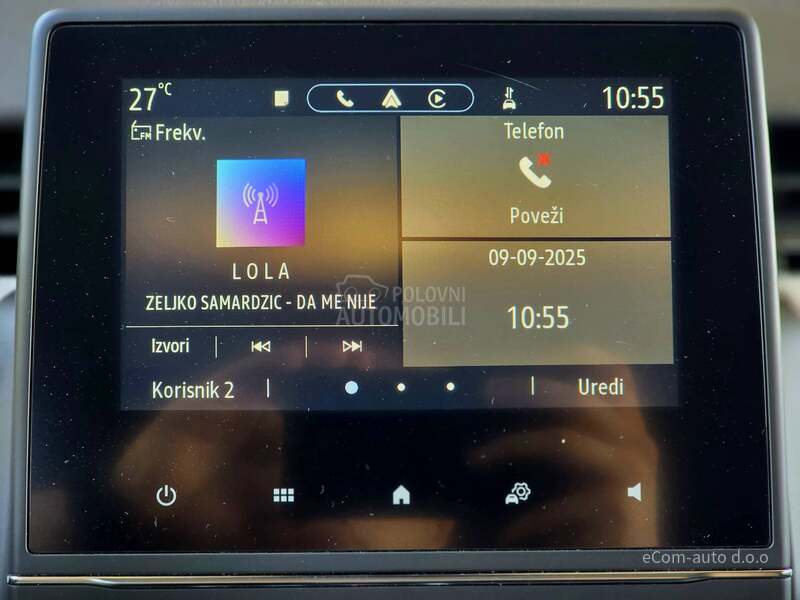 27°C
10:55
FM Frekv.
LOLA
ZELJKO SAMARDZIC - DA ME NIJE
Izvori
Telefon
Poveži
09-09-2025
10:55
Korisnik 2
Uredi
POLOVNI
AUTOMOBILI
eCom-auto d.o.o